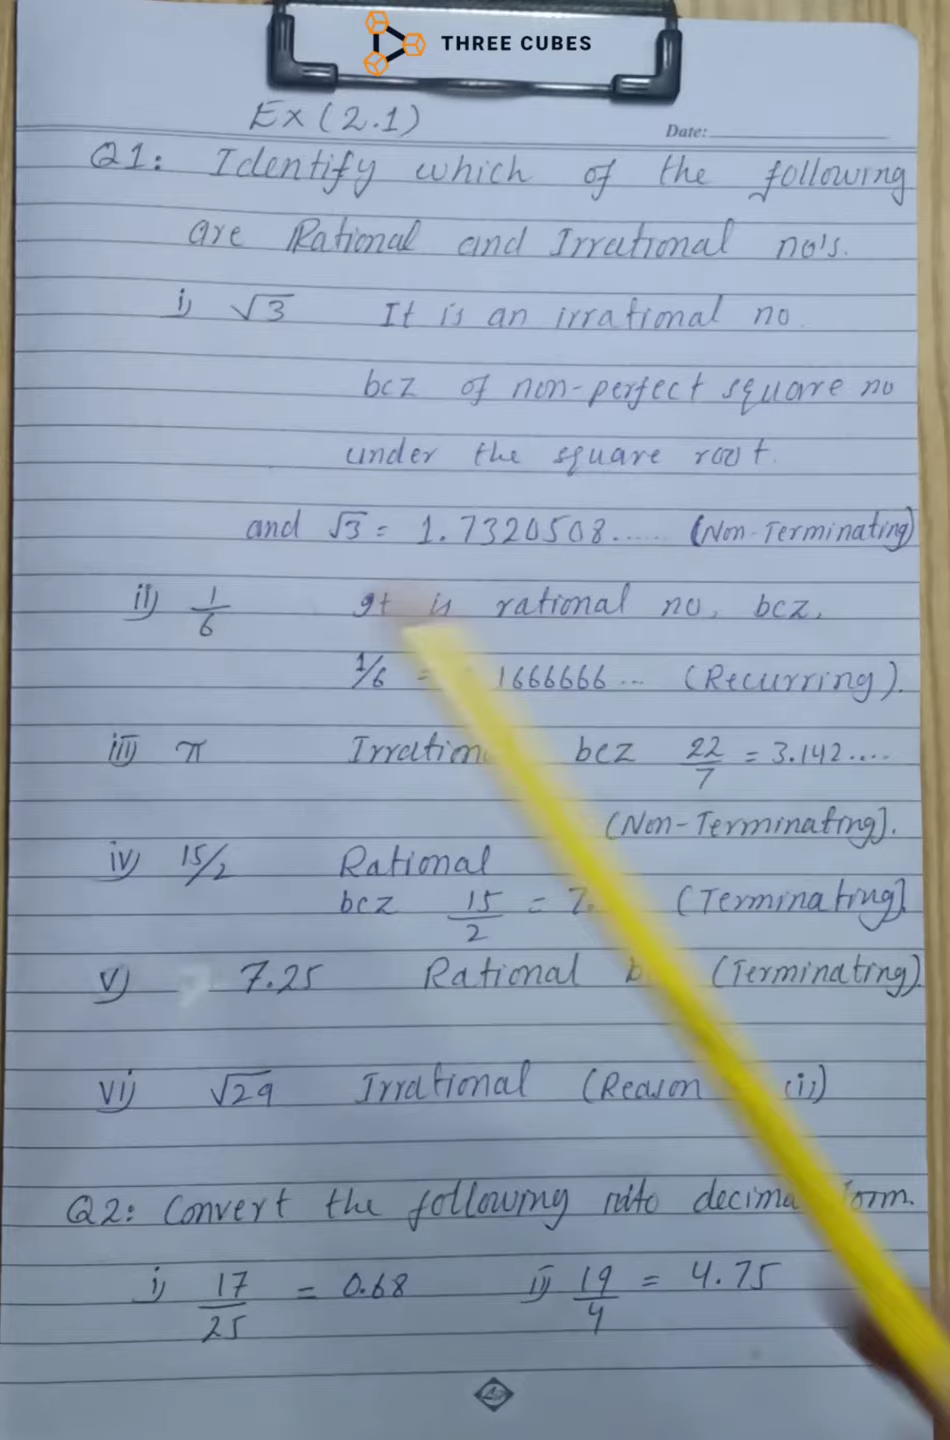 THREE CUBES
Ex (2.1)
Date:
Q1: Identify which of the following
are Rational and Irrational no's.
i) √3 It is an irrational no.
bcz of non-perfect square no
under the square root.
and √3 = 1.7320508..... (Non-Terminating)
ii) 1/6 It is rational no, bcz,
1/6 = 1666666... (Recurring).
iii) π bcz 22/7 = 3.142....
(Non-Terminating).
iv) 15/2 Rational
bcz 15/2 = 7. (Terminating).
v) 7.25 Rational (Terminating).
vi) √29 Irrational (Reason
Q2: Convert the following into form.
i) 17/25 = 0.68 ii) 19/4 = 4.75